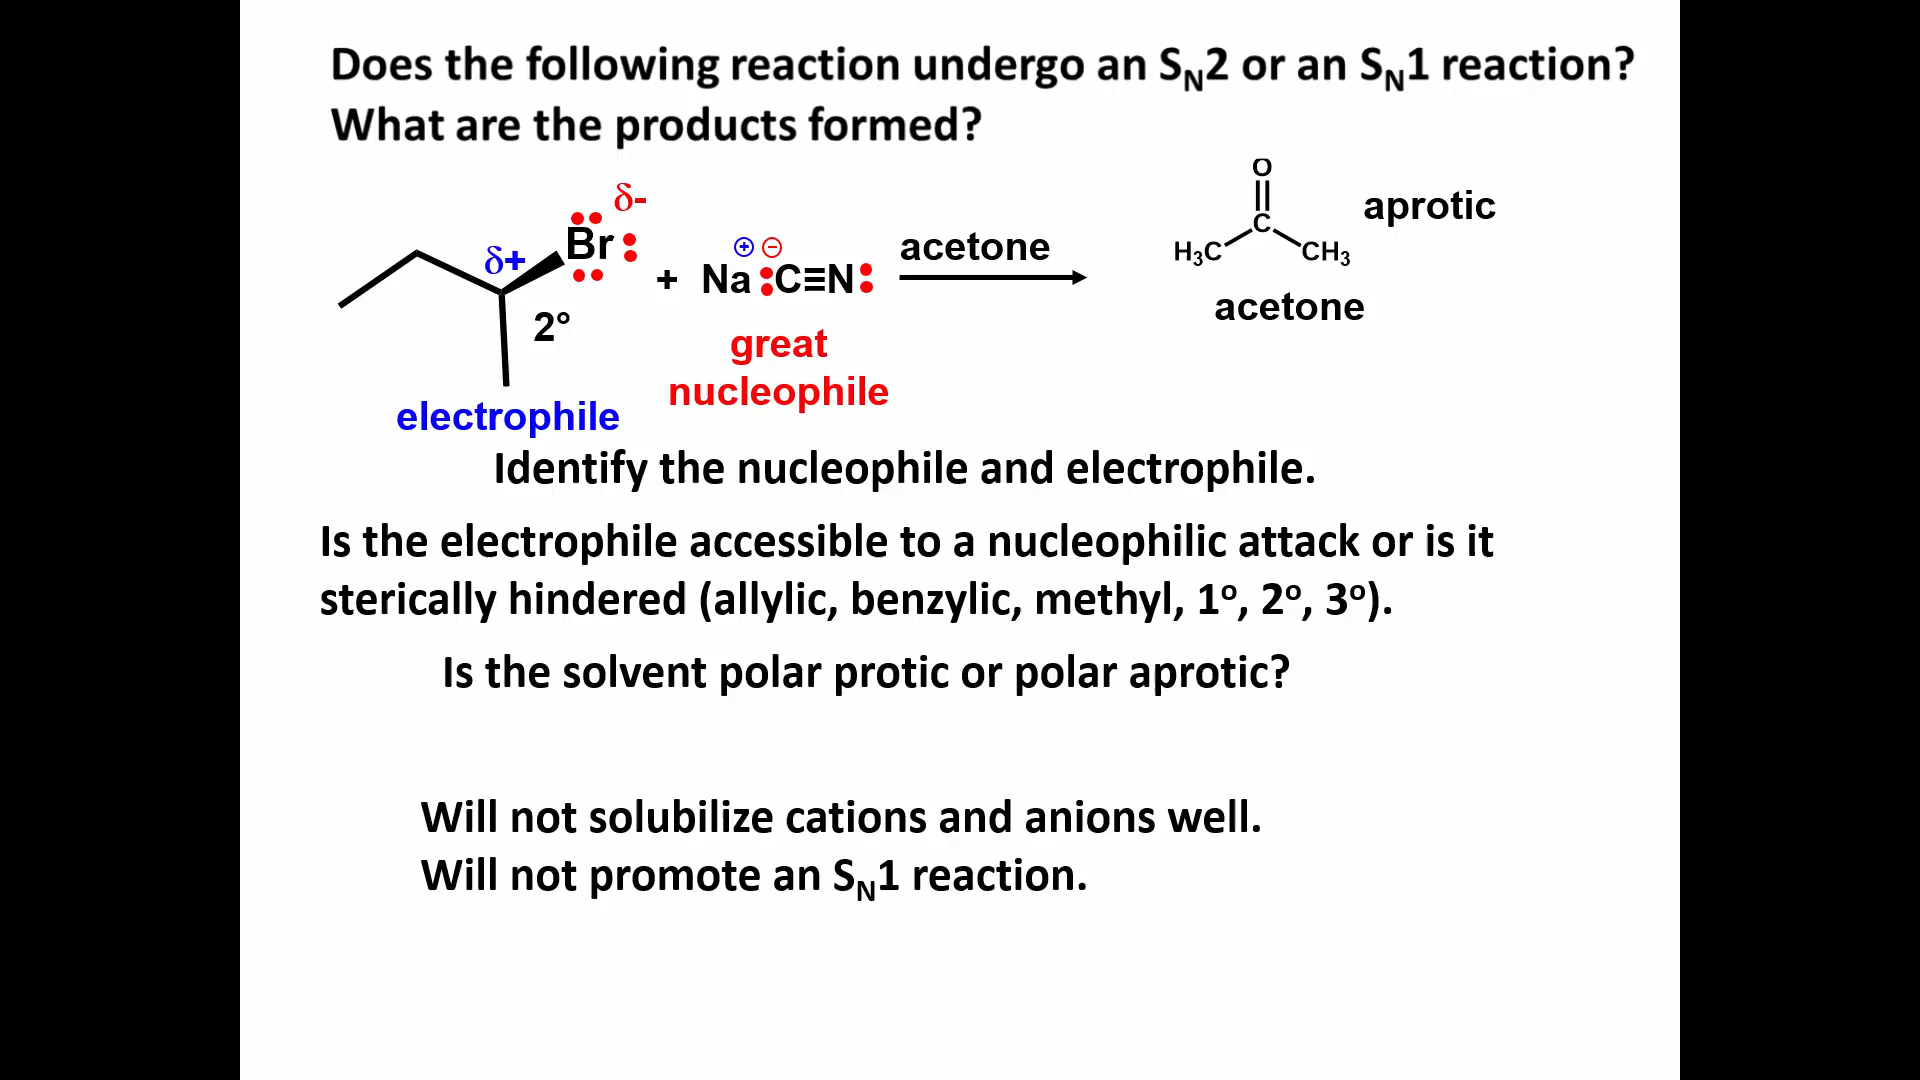 Does the following reaction undergo an SN2 or an SN1 reaction?
What are the products formed?
δ-
Br
δ+
2°
electrophile
+
⊕ ⊖
Na :C≡N:
great
nucleophile
acetone
O
C
H3C
CH3
aprotic
acetone
Identify the nucleophile and electrophile.
Is the electrophile accessible to a nucleophilic attack or is it
sterically hindered (allylic, benzylic, methyl, 1º, 2º, 3º).
Is the solvent polar protic or polar aprotic?
Will not solubilize cations and anions well.
Will not promote an SN1 reaction.